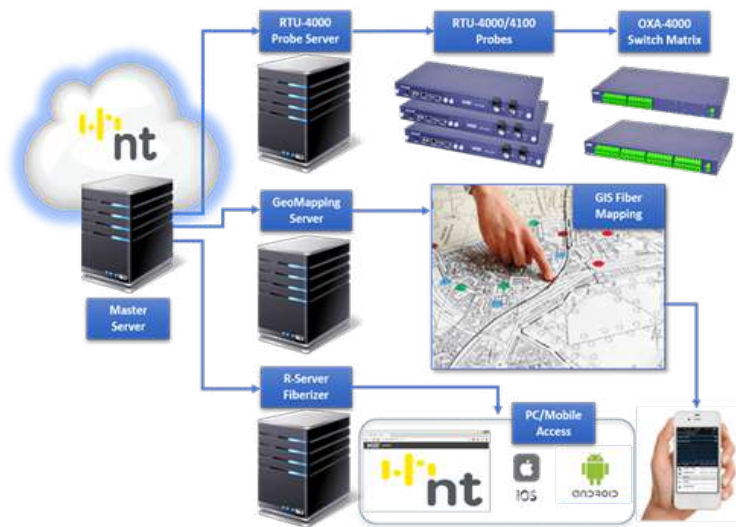 RTU-4000
Probe Server
RTU-4000/4100
Probes
OXA-4000
Switch Matrix
nt
GeoMapping
Server
GIS Fiber
Mapping
Master
Server
R-Server
Fiberizer
PC/Mobile
Access
nt
iOS
ANDROID